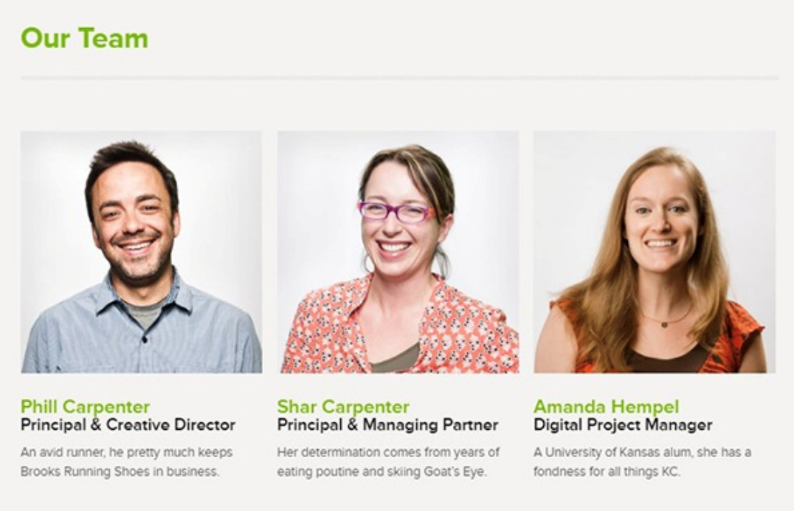 Our Team
Phill Carpenter
Principal & Creative Director
An avid runner, he pretty much keeps
Brooks Running Shoes in business.
Shar Carpenter
Principal & Managing Partner
Her determination comes from years of
eating poutine and skiing Goat's Eye.
Amanda Hempel
Digital Project Manager
A University of Kansas alum, she has a
fondness for all things KC.